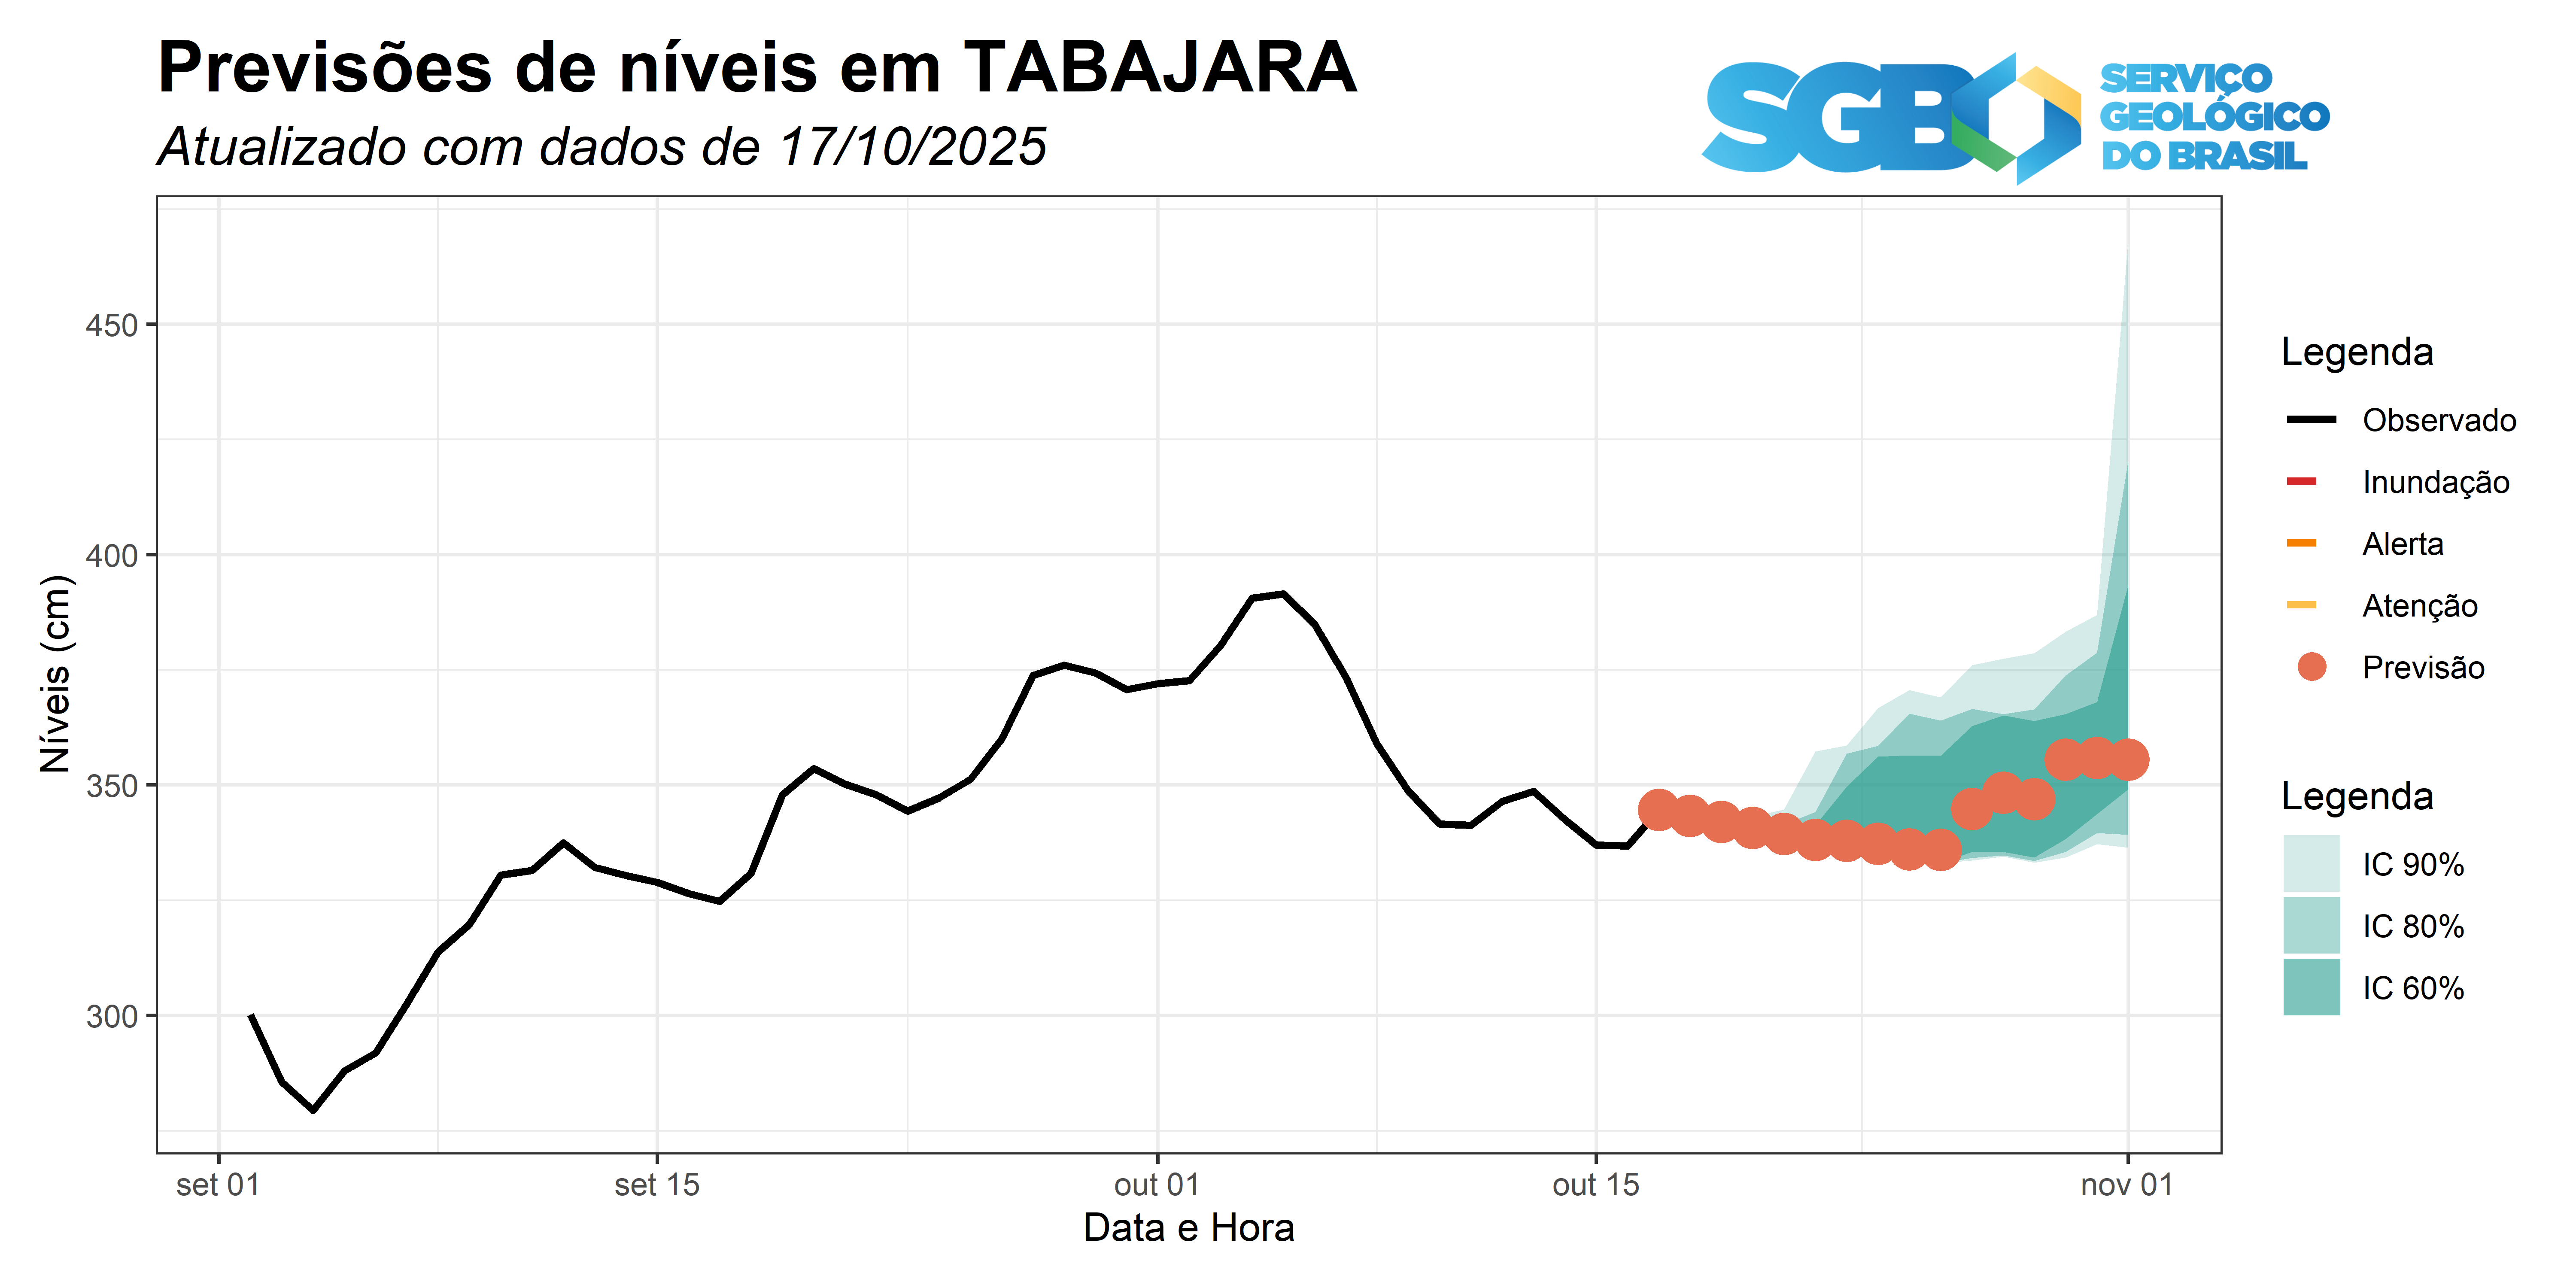 Previsões de níveis em TABAJARA
Atualizado com dados de 17/10/2025
SGB
SERVIÇO
GEOLÓGICO
DO BRASIL
Níveis (cm)
450
400
350
300
set 01
set 15
out 01
out 15
nov 01
Data e Hora
Legenda
Observado
Inundação
Alerta
Atenção
Previsão
Legenda
IC 90%
IC 80%
IC 60%